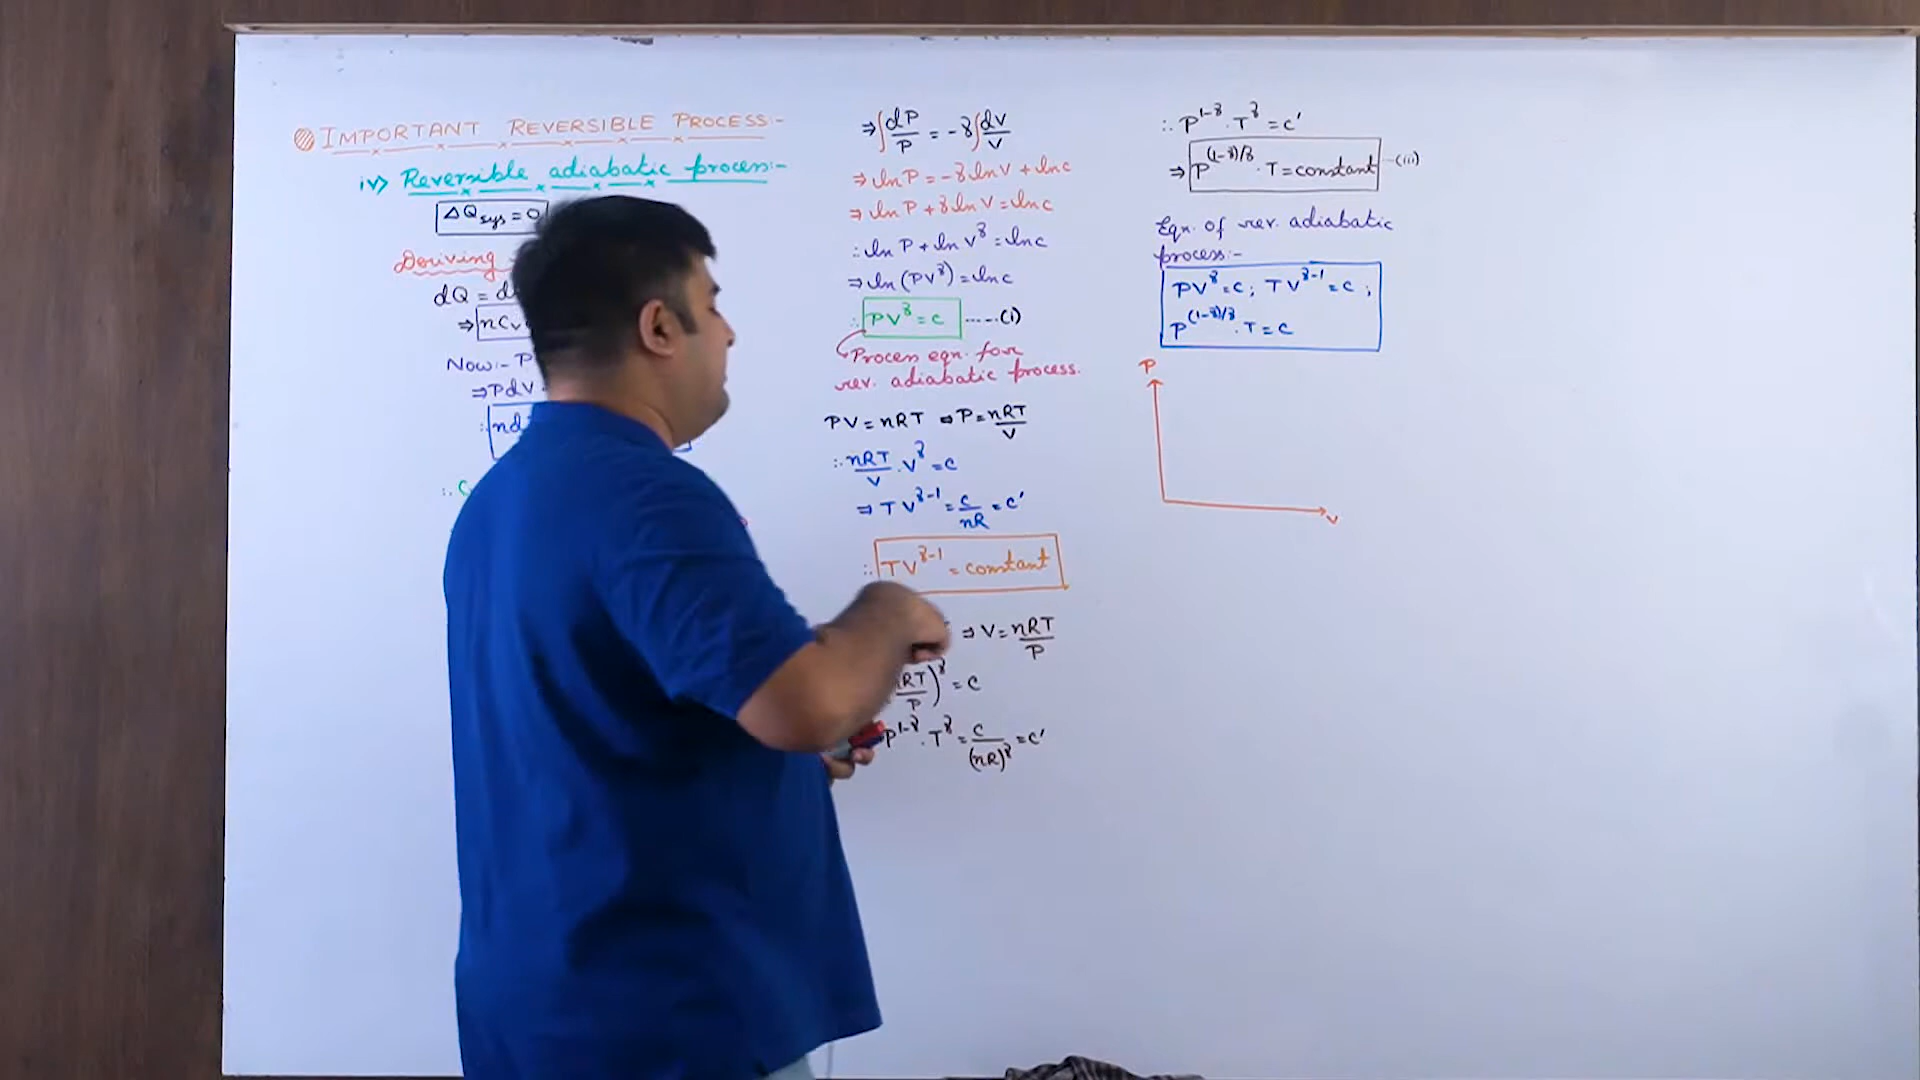 IMPORTANT REVERSIBLE PROCESS:-
iv) Reversible adiabatic process:-
ΔQsys = 0
Deriving
dQ =
⇒ nCv
Now:- P
⇒ PdV
∴ nd
∴ C
⇒ ∫dP/P = -γ∫dV/V
⇒ ln P = -γ ln V + ln c
⇒ ln P + γ ln V = ln c
∴ ln P + ln V^γ = ln c
⇒ ln (PV^γ) = ln c
∴ PV^γ = c -----(i)
Process eqn. for
rev. adiabatic process.
PV = nRT ⇒ P = nRT/V
∴ nRT/V . V^γ = c
⇒ TV^γ-1 = c/nR = c'
∴ TV^γ-1 = constant
⇒ V = nRT/P
RT/P)^γ = c
P^1-γ . T^γ = c/(nR)^γ = c'
∴ P^1-γ . T^γ = c'
⇒ P^(1-γ)/γ . T = constant --(iii)
Eqn. of rev. adiabatic
process:-
PV^γ = c ; TV^γ-1 = c ;
P^(1-γ)/γ . T = c
P
V